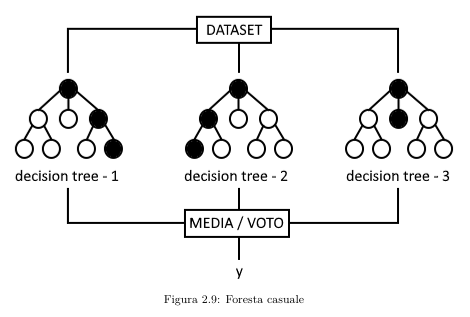 DATASET
decision tree - 1
decision tree - 2
decision tree - 3
MEDIA / VOTO
y
Figura 2.9: Foresta casuale